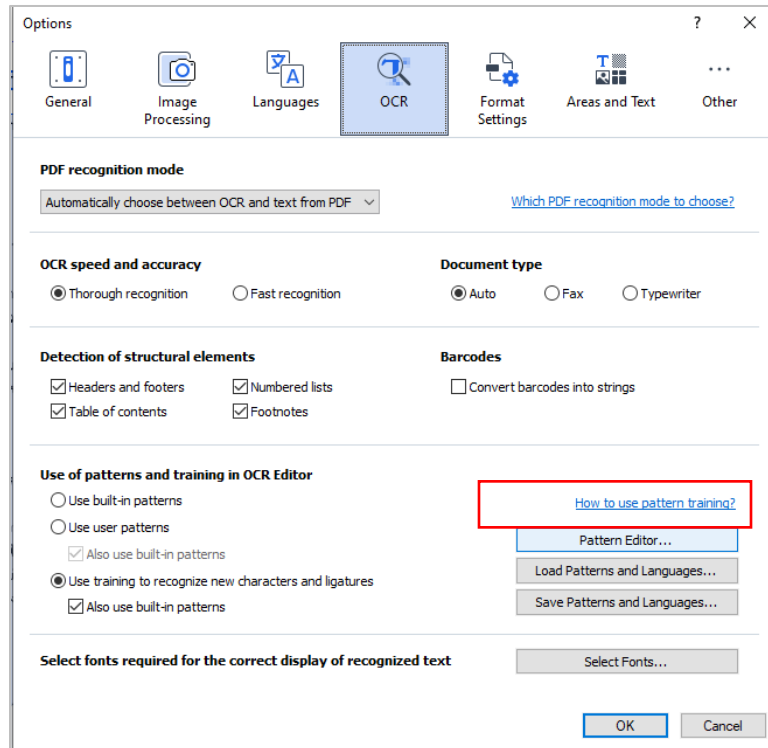 Options
?
General
Image
Processing
Languages
OCR
Format
Settings
Areas and Text
Other
PDF recognition mode
Automatically choose between OCR and text from PDF
Which PDF recognition mode to choose?
OCR speed and accuracy
Document type
Thorough recognition
Fast recognition
Auto
Fax
Typewriter
Detection of structural elements
Barcodes
Headers and footers
Numbered lists
Convert barcodes into strings
Table of contents
Footnotes
Use of patterns and training in OCR Editor
Use built-in patterns
How to use pattern training?
Use user patterns
Pattern Editor...
Also use built-in patterns
Load Patterns and Languages...
Use training to recognize new characters and ligatures
Also use built-in patterns
Save Patterns and Languages...
Select fonts required for the correct display of recognized text
Select Fonts...
OK
Cancel